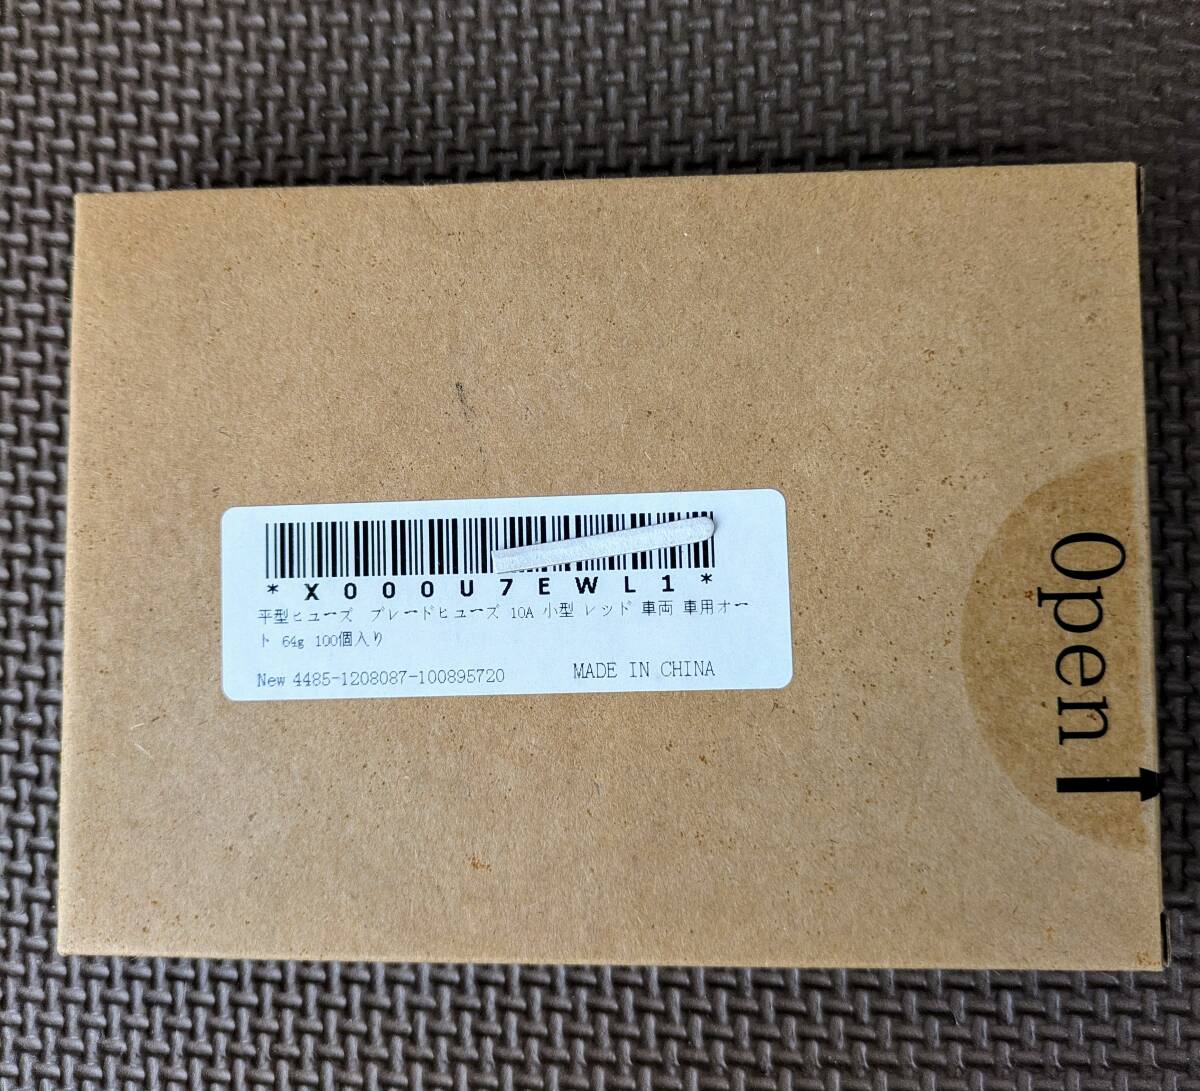 *X000U7EWL1*
平型ヒューズ ブレードヒューズ 10A 小型 レッド 車両 車用オー
ト 64g 100個入り
New 4485-1208087-100895720 MADE IN CHINA
Open